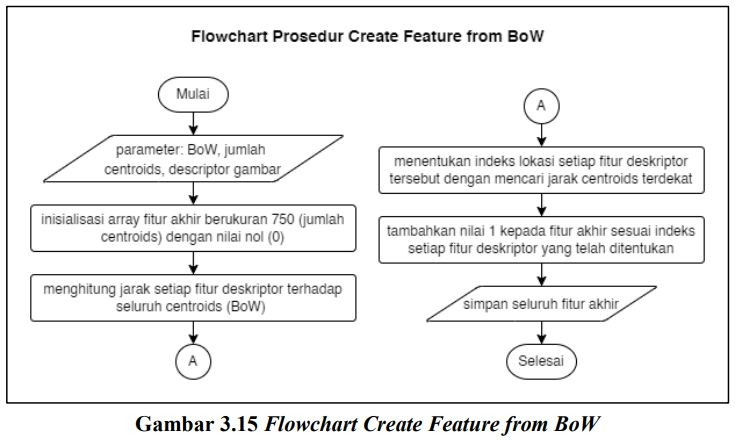 Flowchart Prosedur Create Feature from BoW
Mulai
parameter: BoW, jumlah
centroids, descriptor gambar
inisialisasi array fitur akhir berukuran 750 (jumlah
centroids) dengan nilai nol (0)
menghitung jarak setiap fitur deskriptor terhadap
seluruh centroids (BoW)
A
A
menentukan indeks lokasi setiap fitur deskriptor
tersebut dengan mencari jarak centroids terdekat
tambahkan nilai 1 kepada fitur akhir sesuai indeks
setiap fitur deskriptor yang telah ditentukan
simpan seluruh fitur akhir
Selesai
Gambar 3.15 Flowchart Create Feature from BoW